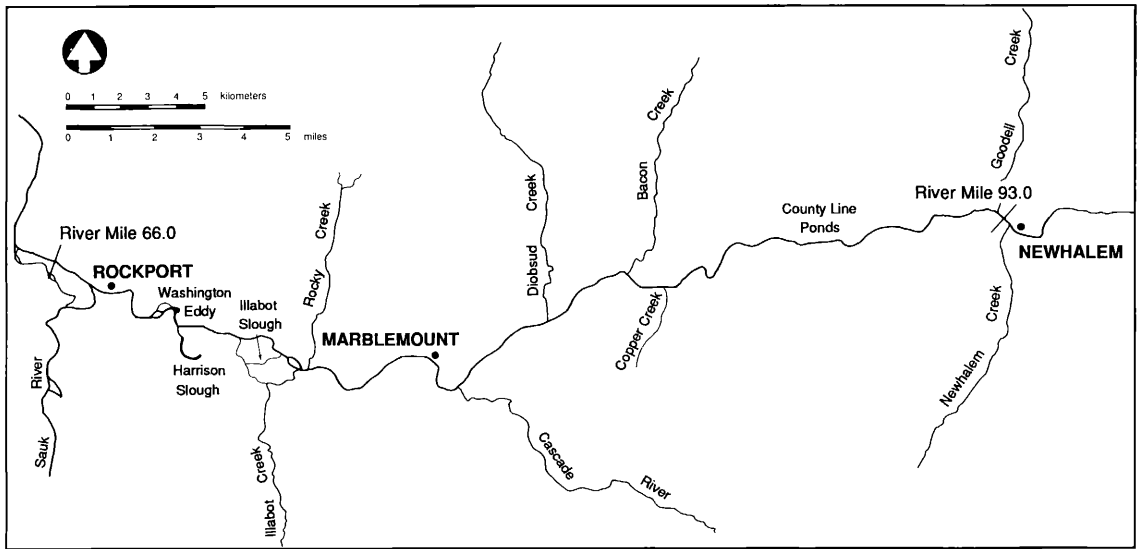 0 1 2 3 4 5 kilometers
0 1 2 3 4 5 miles
River Mile 66.0
ROCKPORT
Washington
Eddy
Illabot
Slough
Harrison
Slough
River
Sauk
Rocky Creek
MARBLEMOUNT
Illabot Creek
Diobsud Creek
Bacon Creek
Copper Creek
Cascade River
County Line
Ponds
Goodell Creek
River Mile 93.0
NEWHALEM
Newhalem Creek